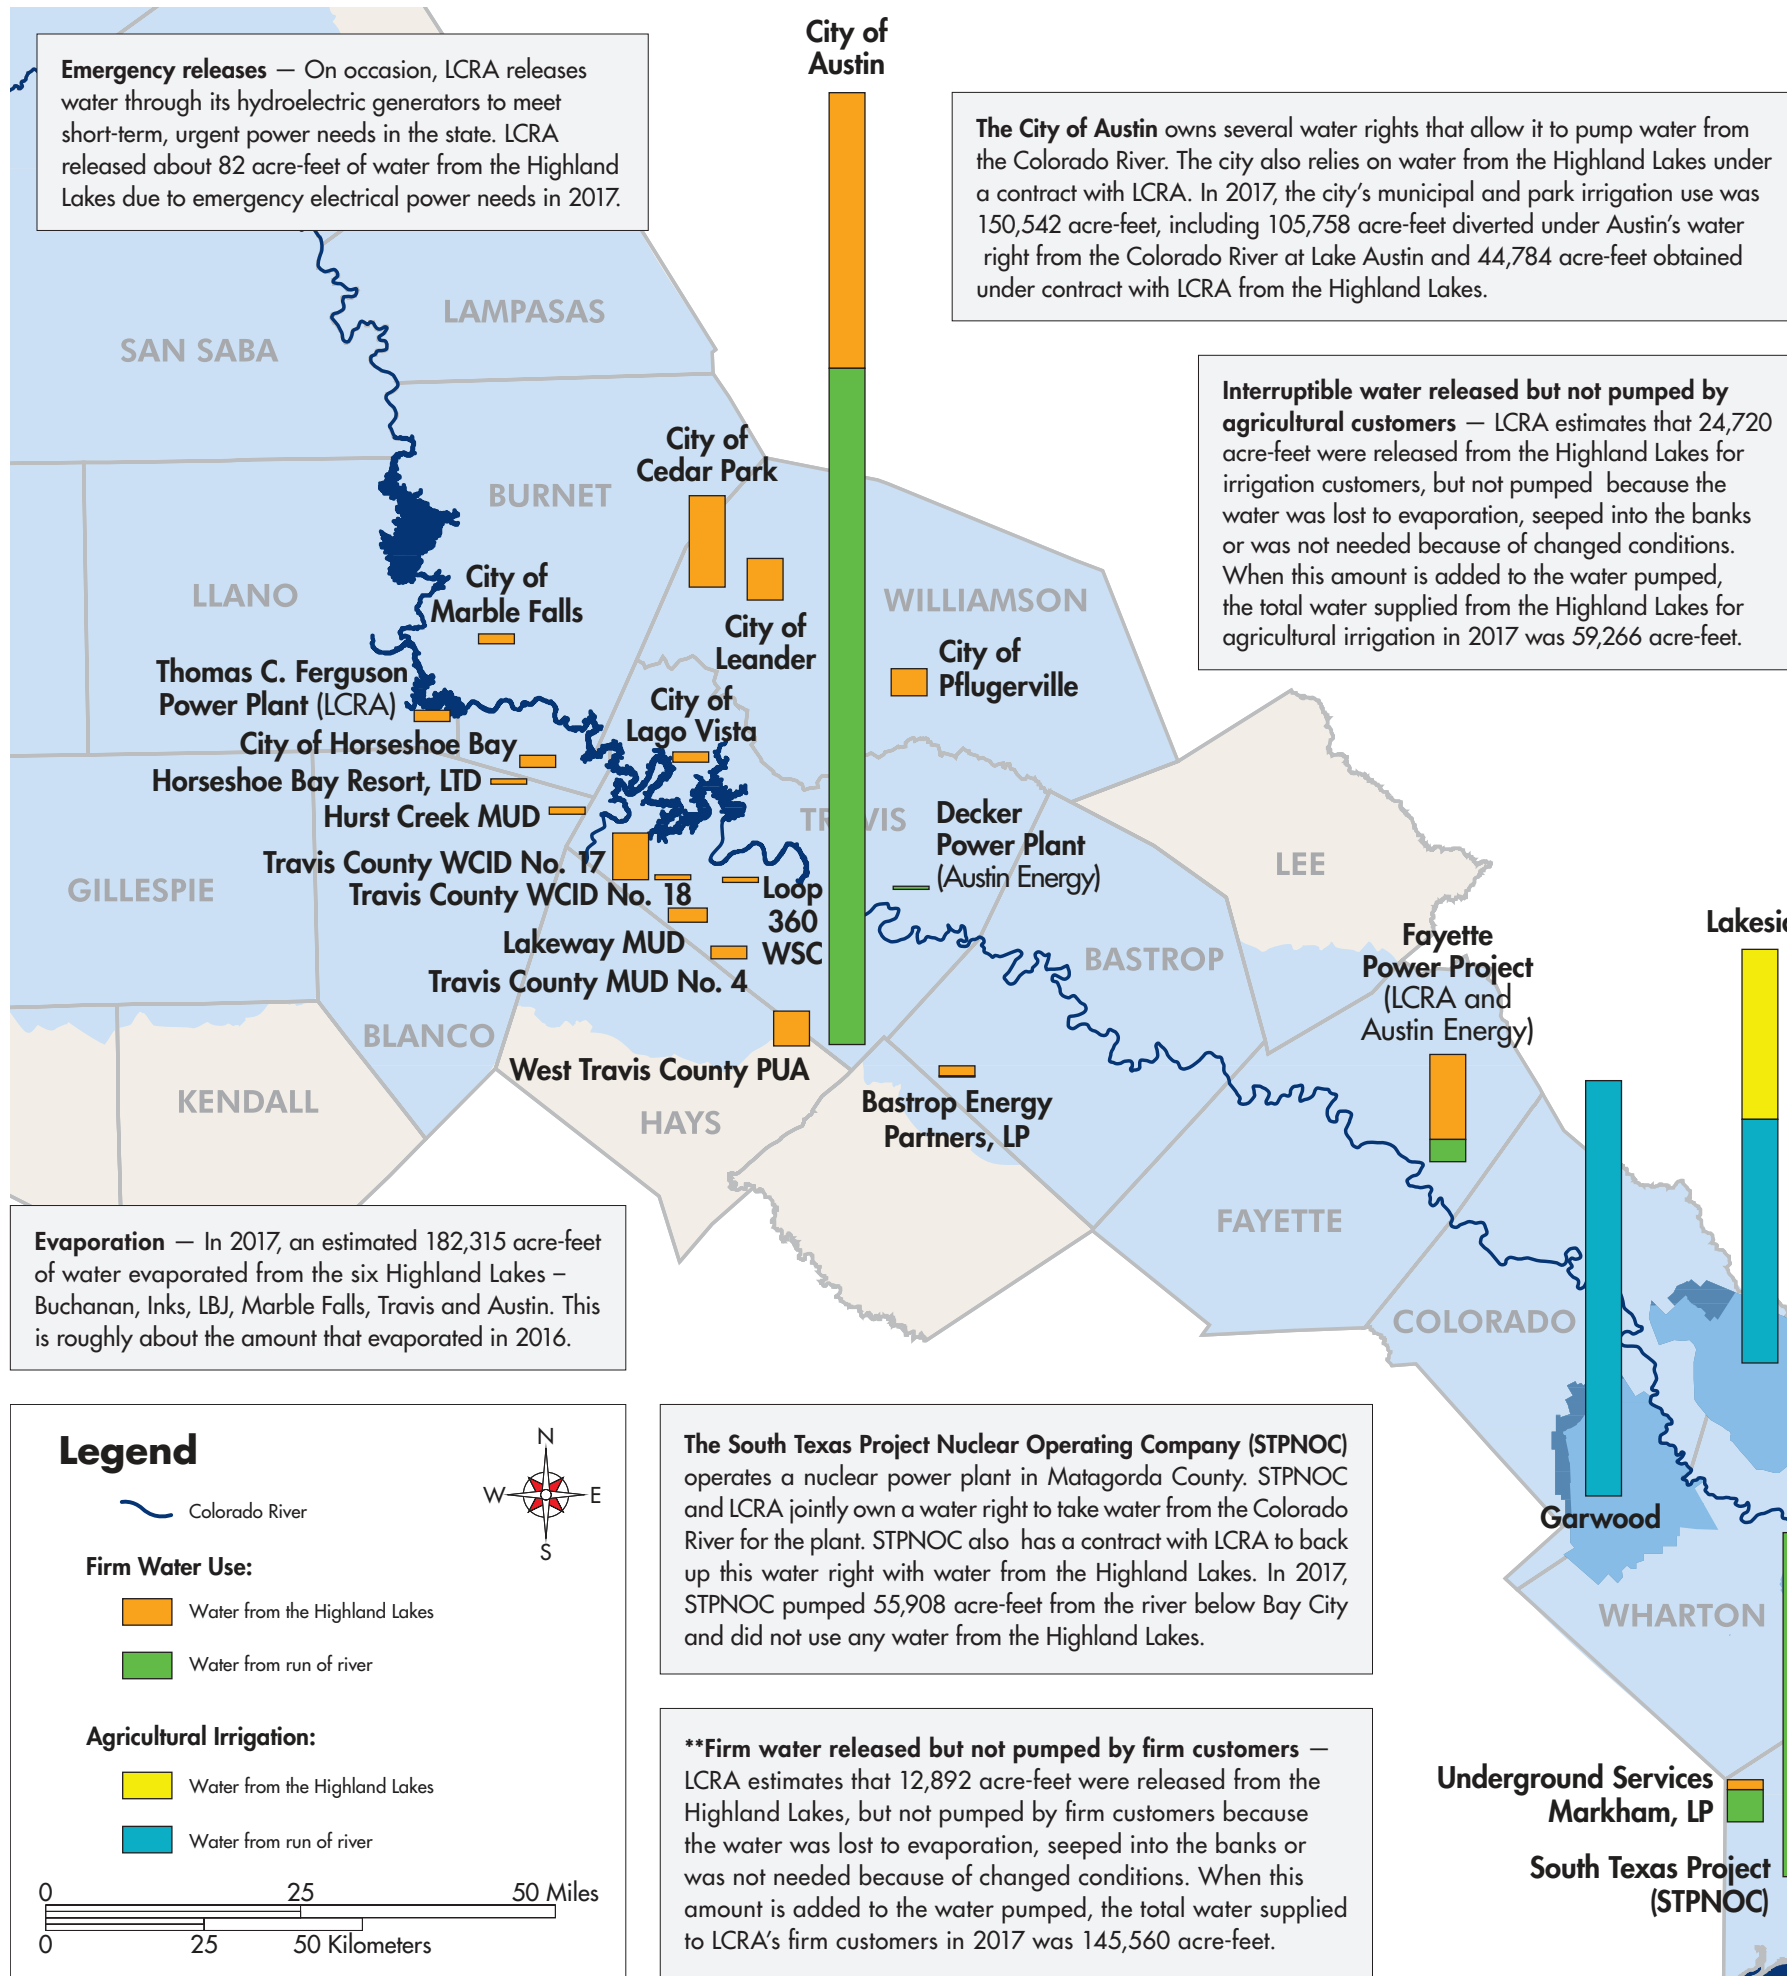 Emergency releases — On occasion, LCRA releases
water through its hydroelectric generators to meet
short-term, urgent power needs in the state. LCRA
released about 82 acre-feet of water from the Highland
Lakes due to emergency electrical power needs in 2017.
City of
Austin
The City of Austin owns several water rights that allow it to pump water from
the Colorado River. The city also relies on water from the Highland Lakes under
a contract with LCRA. In 2017, the city’s municipal and park irrigation use was
150,542 acre-feet, including 105,758 acre-feet diverted under Austin’s water
right from the Colorado River at Lake Austin and 44,784 acre-feet obtained
under contract with LCRA from the Highland Lakes.
Interruptible water released but not pumped by
agricultural customers — LCRA estimates that 24,720
acre-feet were released from the Highland Lakes for
irrigation customers, but not pumped because the
water was lost to evaporation, seeped into the banks
or was not needed because of changed conditions.
When this amount is added to the water pumped,
the total water supplied from the Highland Lakes for
agricultural irrigation in 2017 was 59,266 acre-feet.
LAMPASAS
SAN SABA
City of
Cedar Park
BURNET
LLANO
City of
Marble Falls
City of
Leander
WILLIAMSON
City of
Pflugerville
Thomas C. Ferguson
Power Plant (LCRA)
City of
Lago Vista
City of Horseshoe Bay
Horseshoe Bay Resort, LTD
Hurst Creek MUD
TRAVIS
Decker
Power Plant
(Austin Energy)
Travis County WCID No. 17
Travis County WCID No. 18
Loop
360
WSC
Lakeway MUD
Travis County MUD No. 4
GILLESPIE
LEE
BASTROP
Fayette
Power Project
(LCRA and
Austin Energy)
BLANCO
West Travis County PUA
KENDALL
HAYS
Bastrop Energy
Partners, LP
FAYETTE
COLORADO
Garwood
WHARTON
Evaporation — In 2017, an estimated 182,315 acre-feet
of water evaporated from the six Highland Lakes –
Buchanan, Inks, LBJ, Marble Falls, Travis and Austin. This
is roughly about the amount that evaporated in 2016.
Legend
N
W
E
S
Colorado River
Firm Water Use:
Water from the Highland Lakes
Water from run of river
Agricultural Irrigation:
Water from the Highland Lakes
Water from run of river
0 25 50 Miles
0 25 50 Kilometers
The South Texas Project Nuclear Operating Company (STPNOC)
operates a nuclear power plant in Matagorda County. STPNOC
and LCRA jointly own a water right to take water from the Colorado
River for the plant. STPNOC also has a contract with LCRA to back
up this water right with water from the Highland Lakes. In 2017,
STPNOC pumped 55,908 acre-feet from the river below Bay City
and did not use any water from the Highland Lakes.
**Firm water released but not pumped by firm customers —
LCRA estimates that 12,892 acre-feet were released from the
Highland Lakes, but not pumped by firm customers because
the water was lost to evaporation, seeped into the banks or
was not needed because of changed conditions. When this
amount is added to the water pumped, the total water supplied
to LCRA’s firm customers in 2017 was 145,560 acre-feet.
Underground Services
Markham, LP
South Texas Project
(STPNOC)